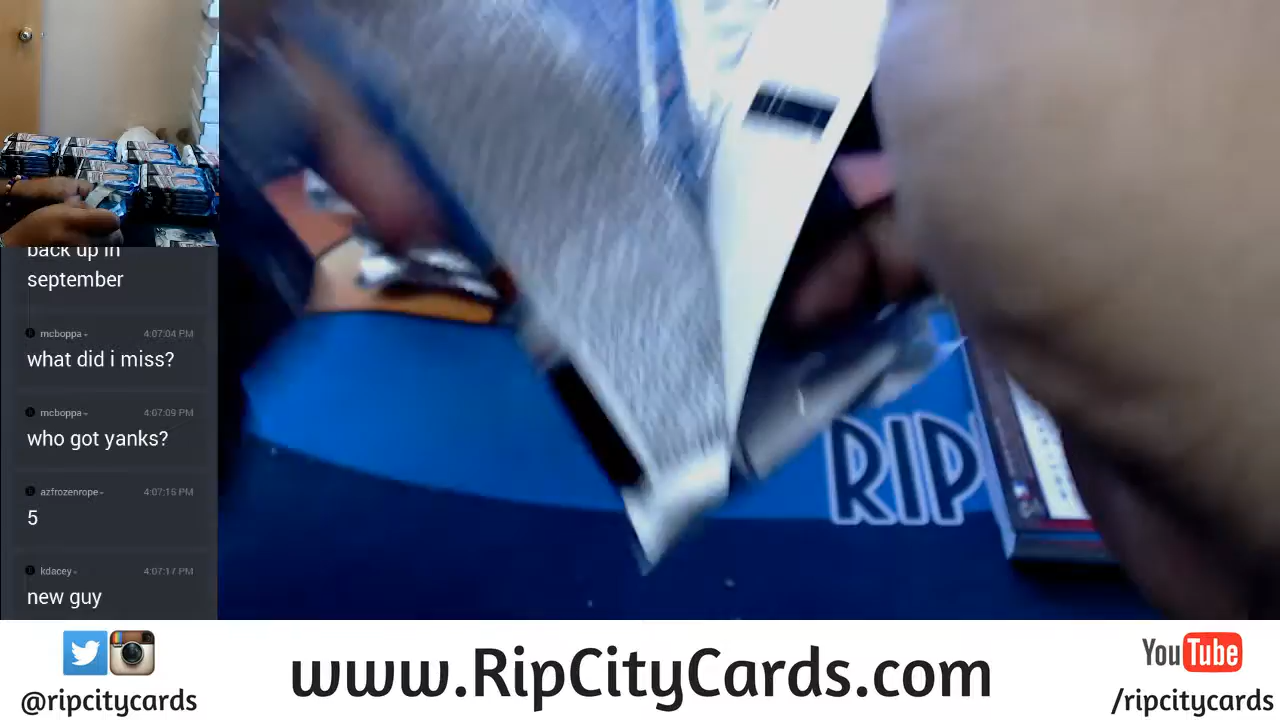 back up in
september
mcboppa 4:07:04 PM
what did i miss?
mcboppa 4:07:09 PM
who got yanks?
azfrozenrope 4:07:15 PM
5
kdacey 4:07:17 PM
new guy
RIP
@ripcitycards
www.RipCityCards.com
YouTube
/ripcitycards